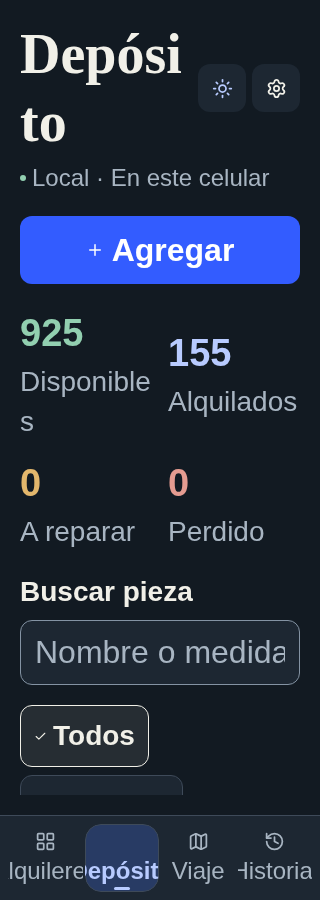 Depósi
to
Local · En este celular
+ Agregar
925
Disponible
s
155
Alquilados
0
A reparar
0
Perdido
Buscar pieza
Nombre o medida
Todos
lquilere
epósit
Viaje
Historia